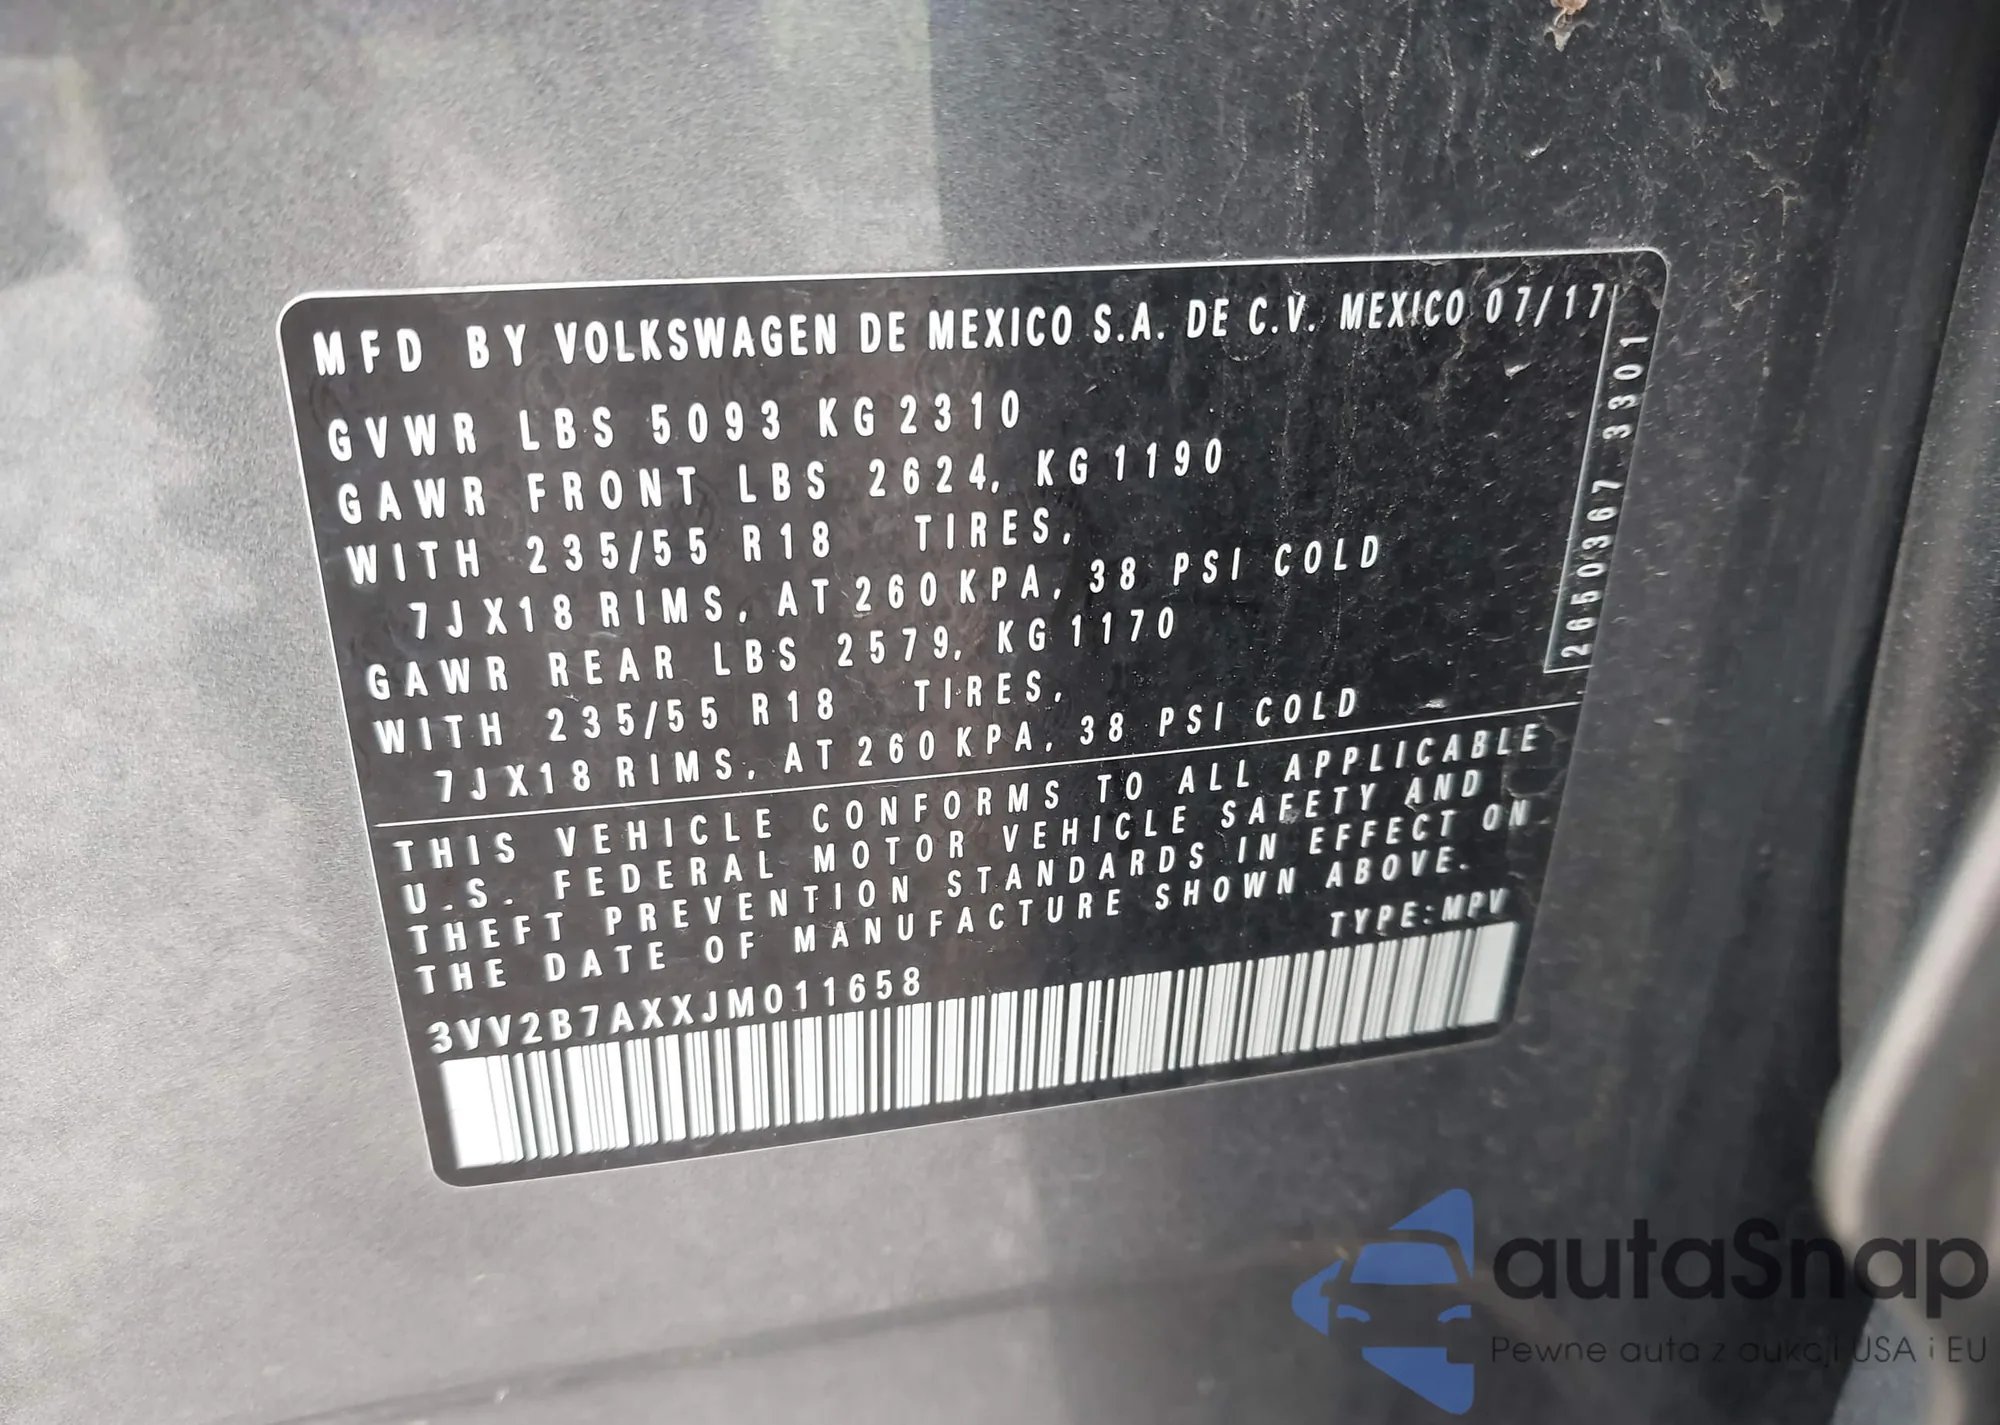 MFD BY VOLKSWAGEN DE MEXICO S.A. DE C.V. MEXICO 07/17
GVWR LBS 5093 KG 2310
GAWR FRONT LBS 2624, KG 1190
WITH 235/55 R18 TIRES,
7JX18 RIMS, AT 260 KPA, 38 PSI COLD
GAWR REAR LBS 2579, KG 1170
WITH 235/55 R18 TIRES,
7JX18 RIMS, AT 260 KPA, 38 PSI COLD
2650367 3301
THIS VEHICLE CONFORMS TO ALL APPLICABLE
U.S. FEDERAL MOTOR VEHICLE SAFETY AND
THEFT PREVENTION STANDARDS IN EFFECT ON
THE DATE OF MANUFACTURE SHOWN ABOVE.
TYPE: MPV
3VV2B7AXXJM011658
autaSnap
Pewne auta z aukcji USA i EU